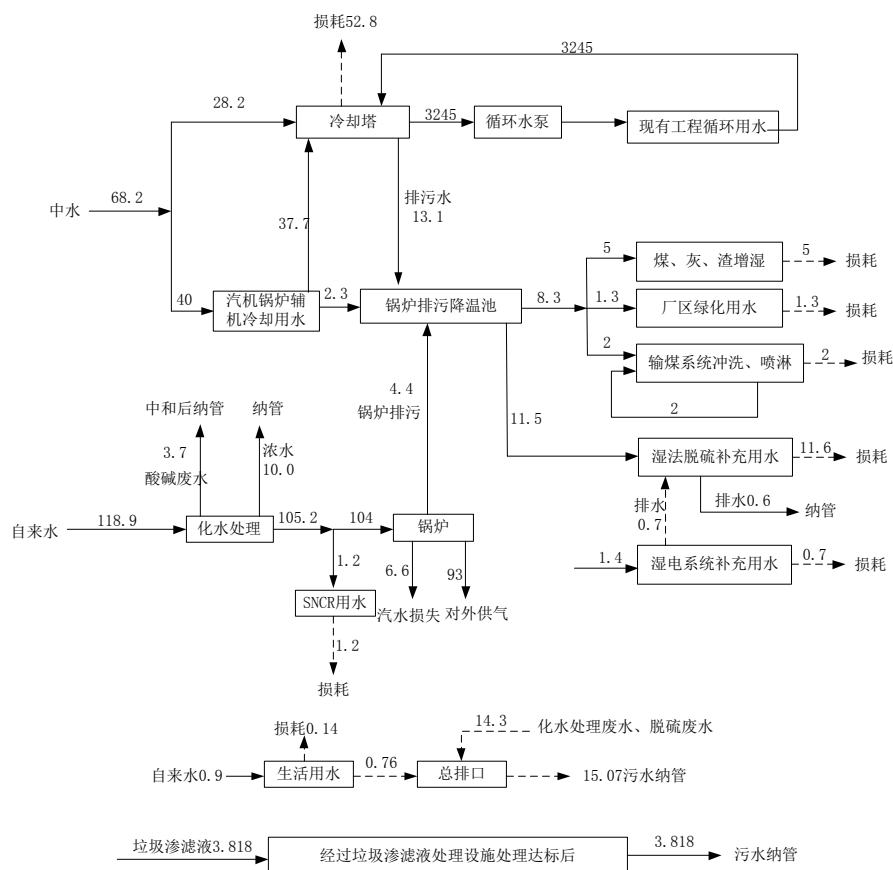 损耗52.8
3245
28.2
冷却塔
3245
循环水泵
现有工程循环用水
68.2
中水
37.7
排污水
13.1
5
煤、灰、渣增湿
5
损耗
40
汽机锅炉辅
机冷却用水
2.3
锅炉排污降温池
8.3
1.3
厂区绿化用水
1.3
损耗
2
输煤系统冲洗、喷淋
2
损耗
4.4
锅炉排污
2
中和后纳管
纳管
11.5
3.7
酸碱废水
浓水
10.0
湿法脱硫补充用水
11.6
损耗
自来水
118.9
化水处理
105.2
104
锅炉
排水
0.7
排水0.6
纳管
1.2
6.6
93
1.4
湿电系统补充用水
0.7
损耗
SNCR用水
汽水损失
对外供气
1.2
损耗
损耗0.14
14.3
化水处理废水、脱硫废水
自来水0.9
生活用水
0.76
总排口
15.07污水纳管
垃圾渗滤液3.818
经过垃圾渗滤液处理设施处理达标后
3.818
污水纳管